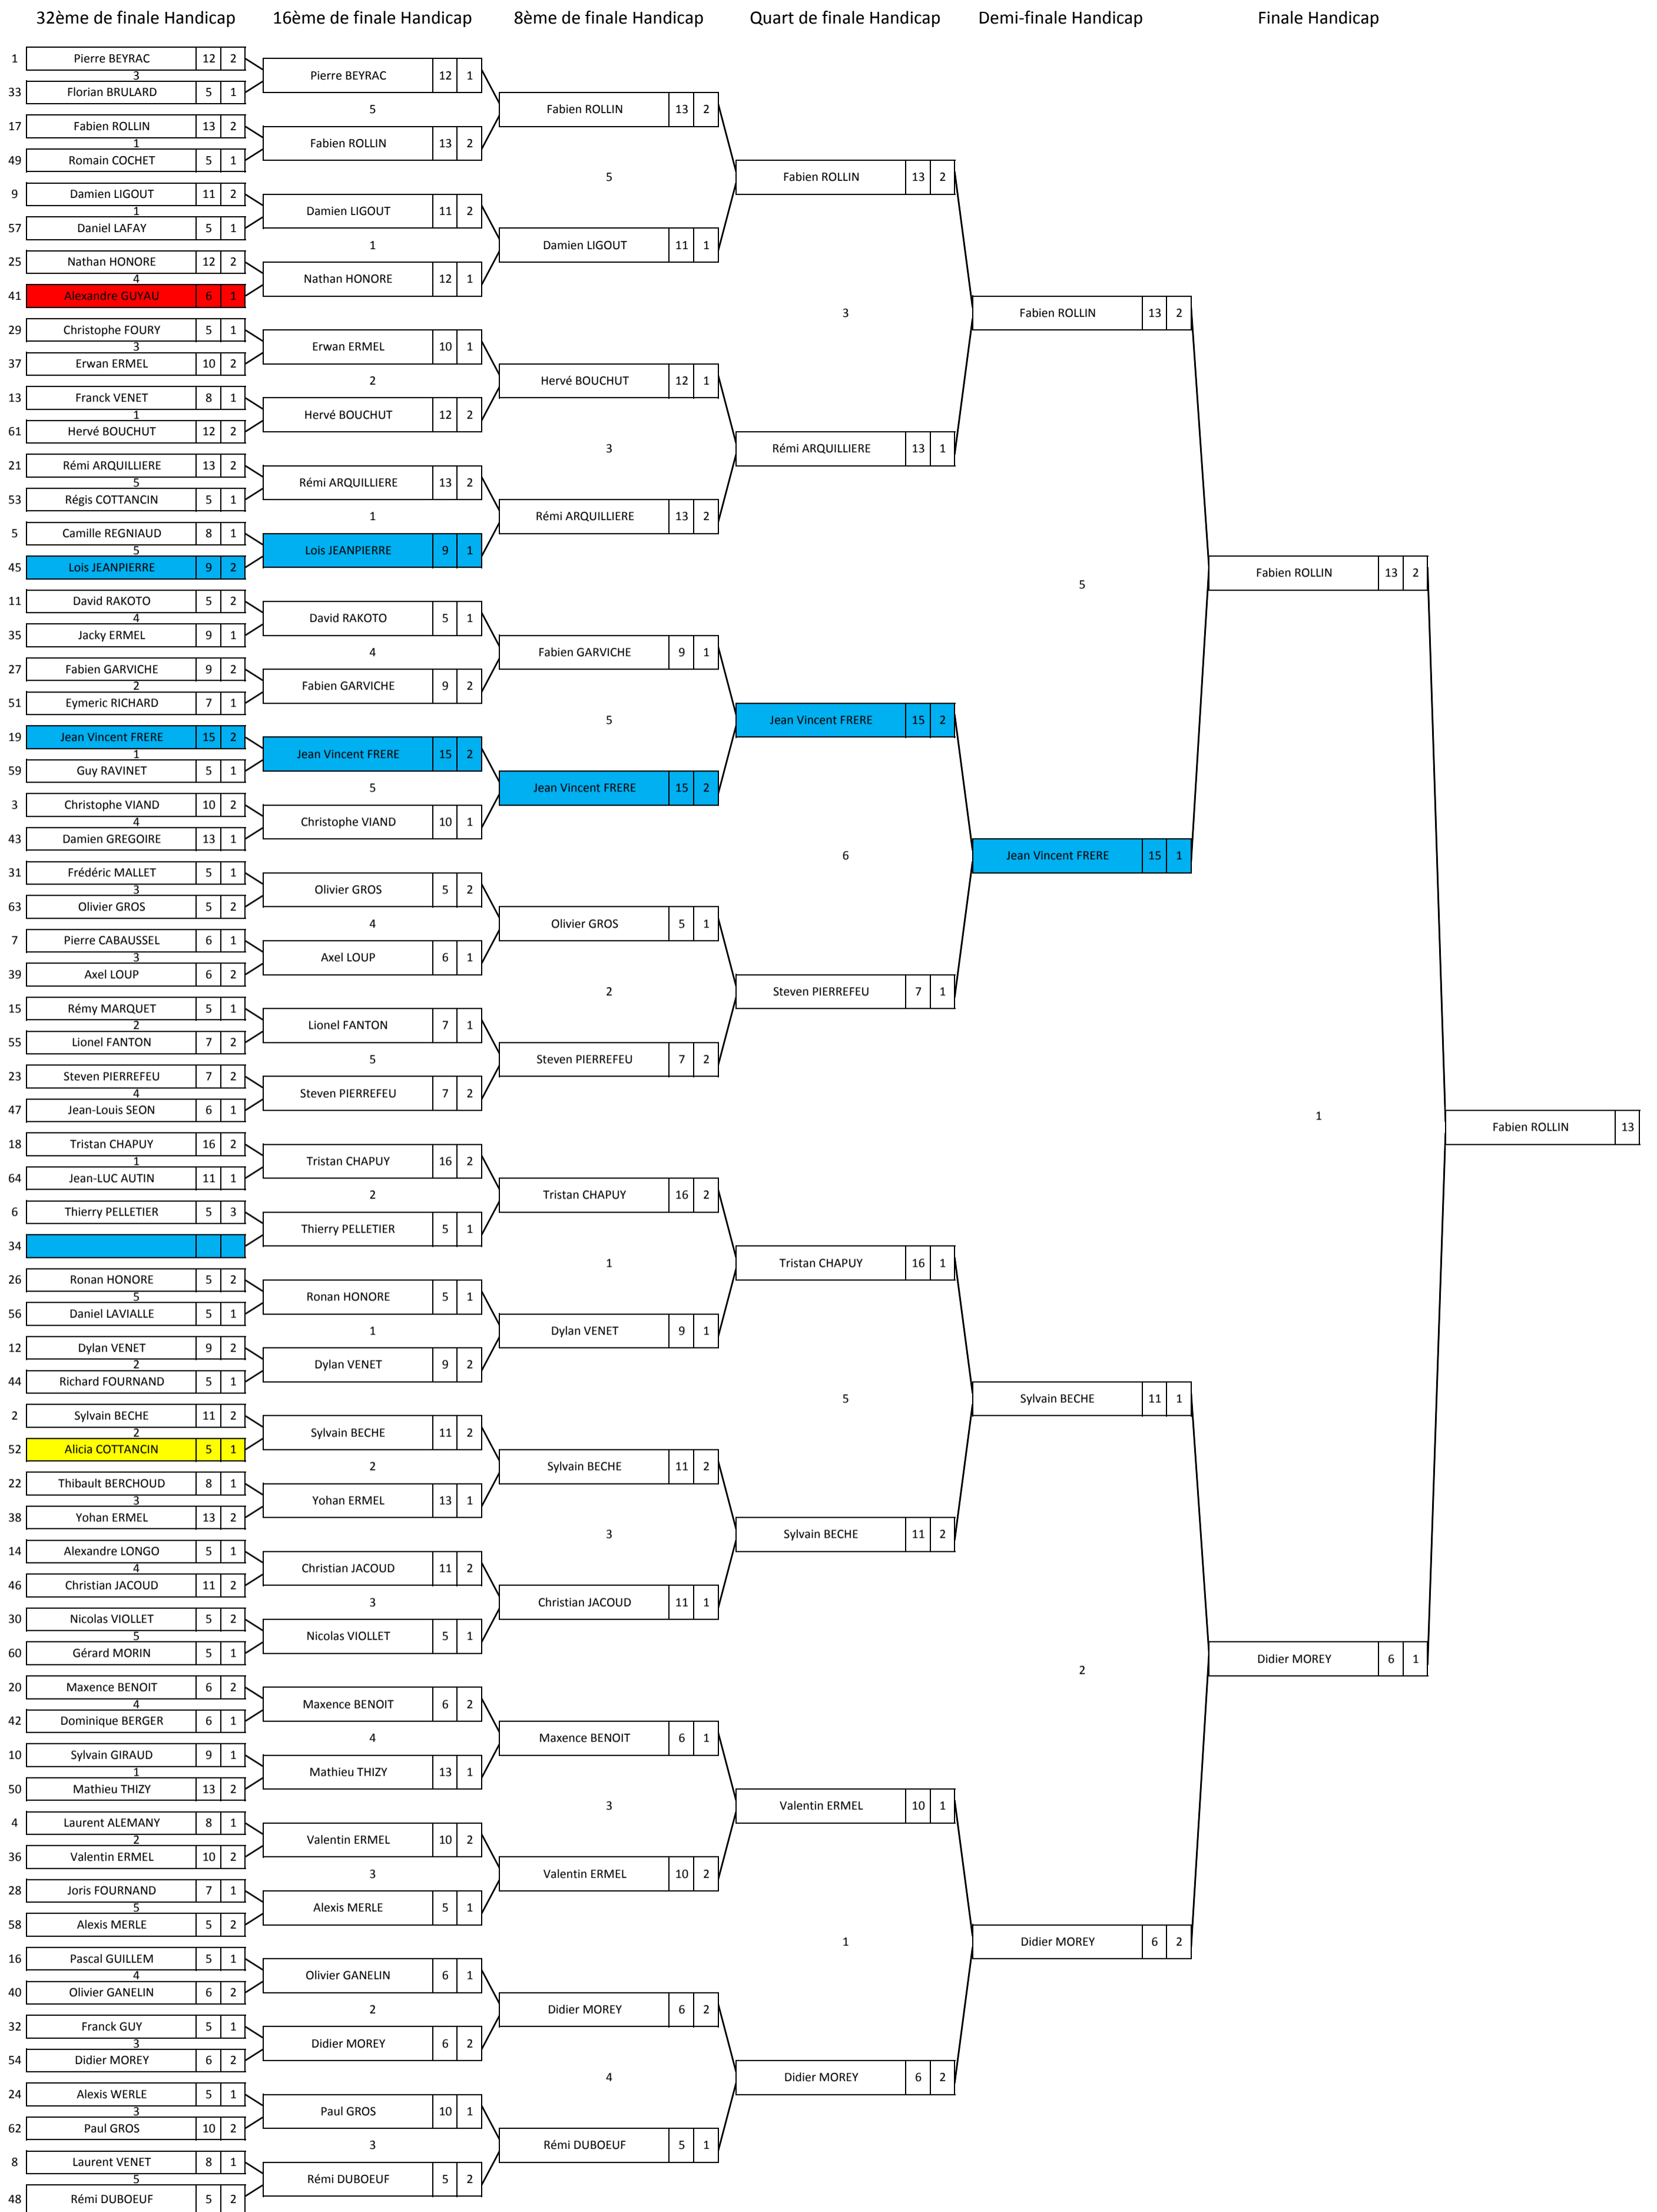 32ème de finale Handicap
16ème de finale Handicap
8ème de finale Handicap
Quart de finale Handicap
Demi-finale Handicap
Finale Handicap
1 Pierre BEYRAC 12 2
3
33 Florian BRULARD 5 1
17 Fabien ROLLIN 13 2
1
49 Romain COCHET 5 1
9 Damien LIGOUT 11 2
1
57 Daniel LAFAY 5 1
25 Nathan HONORE 12 2
4
41 Alexandre GUYAU 6 1
29 Christophe FOURY 5 1
3
37 Erwan ERMEL 10 2
13 Franck VENET 8 1
1
61 Hervé BOUCHUT 12 2
21 Rémi ARQUILLIERE 13 2
5
53 Régis COTTANCIN 5 1
5 Camille REGNIAUD 8 1
5
45 Lois JEANPIERRE 9 2
11 David RAKOTO 5 2
4
35 Jacky ERMEL 9 1
27 Fabien GARVICHE 9 2
2
51 Eymeric RICHARD 7 1
19 Jean Vincent FRERE 15 2
1
59 Guy RAVINET 5 1
3 Christophe VIAND 10 2
4
43 Damien GREGOIRE 13 1
31 Frédéric MALLET 5 1
3
63 Olivier GROS 5 2
7 Pierre CABAUSSEL 6 1
3
39 Axel LOUP 6 2
15 Rémy MARQUET 5 1
2
55 Lionel FANTON 7 2
23 Steven PIERREFEU 7 2
4
47 Jean-Louis SEON 6 1
18 Tristan CHAPUY 16 2
1
64 Jean-LUC AUTIN 11 1
6 Thierry PELLETIER 5 3
34
26 Ronan HONORE 5 2
5
56 Daniel LAVIALLE 5 1
12 Dylan VENET 9 2
2
44 Richard FOURNAND 5 1
2 Sylvain BECHE 11 2
2
52 Alicia COTTANCIN 5 1
22 Thibault BERCHOUD 8 1
3
38 Yohan ERMEL 13 2
14 Alexandre LONGO 5 1
4
46 Christian JACOUD 11 2
30 Nicolas VIOLLET 5 2
5
60 Gérard MORIN 5 1
20 Maxence BENOIT 6 2
4
42 Dominique BERGER 6 1
10 Sylvain GIRAUD 9 1
1
50 Mathieu THIZY 13 2
4 Laurent ALEMANY 8 1
2
36 Valentin ERMEL 10 2
28 Joris FOURNAND 7 1
5
58 Alexis MERLE 5 2
16 Pascal GUILLEM 5 1
4
40 Olivier GANELIN 6 2
32 Franck GUY 5 1
3
54 Didier MOREY 6 2
24 Alexis WERLE 5 1
3
62 Paul GROS 10 2
8 Laurent VENET 8 1
5
48 Rémi DUBOEUF 5 2
Pierre BEYRAC 12 1
5
Fabien ROLLIN 13 2
Damien LIGOUT 11 2
1
Nathan HONORE 12 1
Erwan ERMEL 10 1
2
Hervé BOUCHUT 12 2
Rémi ARQUILLIERE 13 2
1
Lois JEANPIERRE 9 1
David RAKOTO 5 1
4
Fabien GARVICHE 9 2
Jean Vincent FRERE 15 2
5
Christophe VIAND 10 1
Olivier GROS 5 2
4
Axel LOUP 6 1
Lionel FANTON 7 1
5
Steven PIERREFEU 7 2
Tristan CHAPUY 16 2
2
Thierry PELLETIER 5 1
Ronan HONORE 5 1
1
Dylan VENET 9 2
Sylvain BECHE 11 2
2
Yohan ERMEL 13 1
Christian JACOUD 11 2
3
Nicolas VIOLLET 5 1
Maxence BENOIT 6 2
4
Mathieu THIZY 13 1
Valentin ERMEL 10 2
3
Alexis MERLE 5 1
Olivier GANELIN 6 1
2
Didier MOREY 6 2
Paul GROS 10 1
3
Rémi DUBOEUF 5 2
Fabien ROLLIN 13 2
5
Damien LIGOUT 11 1
Hervé BOUCHUT 12 1
3
Rémi ARQUILLIERE 13 2
Fabien GARVICHE 9 1
5
Jean Vincent FRERE 15 2
Olivier GROS 5 1
2
Steven PIERREFEU 7 2
Tristan CHAPUY 16 2
1
Dylan VENET 9 1
Sylvain BECHE 11 2
3
Christian JACOUD 11 1
Maxence BENOIT 6 1
3
Valentin ERMEL 10 2
Didier MOREY 6 2
4
Rémi DUBOEUF 5 1
Fabien ROLLIN 13 2
3
Rémi ARQUILLIERE 13 1
Jean Vincent FRERE 15 2
6
Steven PIERREFEU 7 1
Tristan CHAPUY 16 1
5
Sylvain BECHE 11 2
Valentin ERMEL 10 1
1
Didier MOREY 6 2
Fabien ROLLIN 13 2
5
Jean Vincent FRERE 15 1
Sylvain BECHE 11 1
2
Didier MOREY 6 2
Fabien ROLLIN 13 2
1
Didier MOREY 6 1
Fabien ROLLIN 13